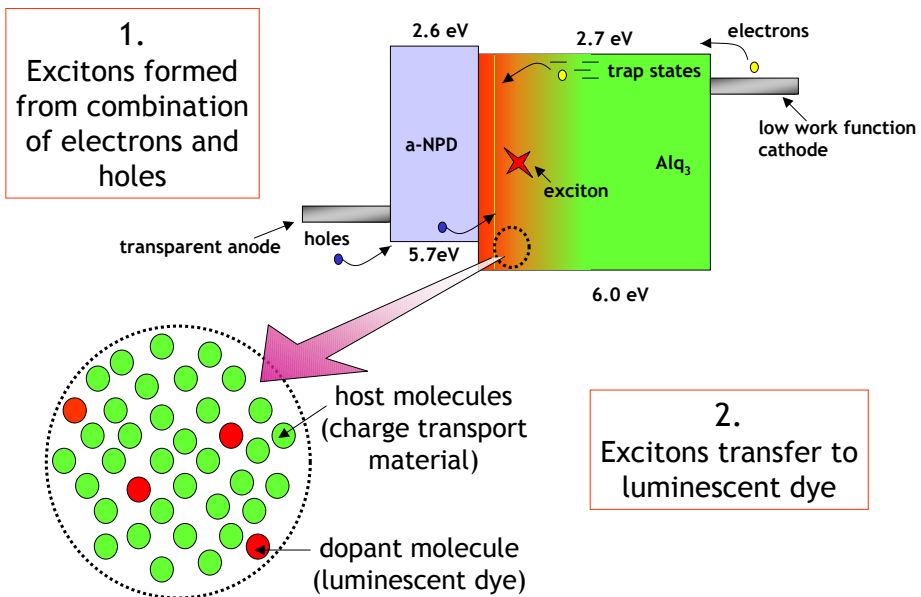 1.
Excitons formed
from combination
of electrons and
holes
2.6 eV
2.7 eV
electrons
trap states
low work function
cathode
a-NPD
Alq3
exciton
transparent anode
holes
5.7eV
6.0 eV
host molecules
(charge transport
material)
2.
Excitons transfer to
luminescent dye
dopant molecule
(luminescent dye)